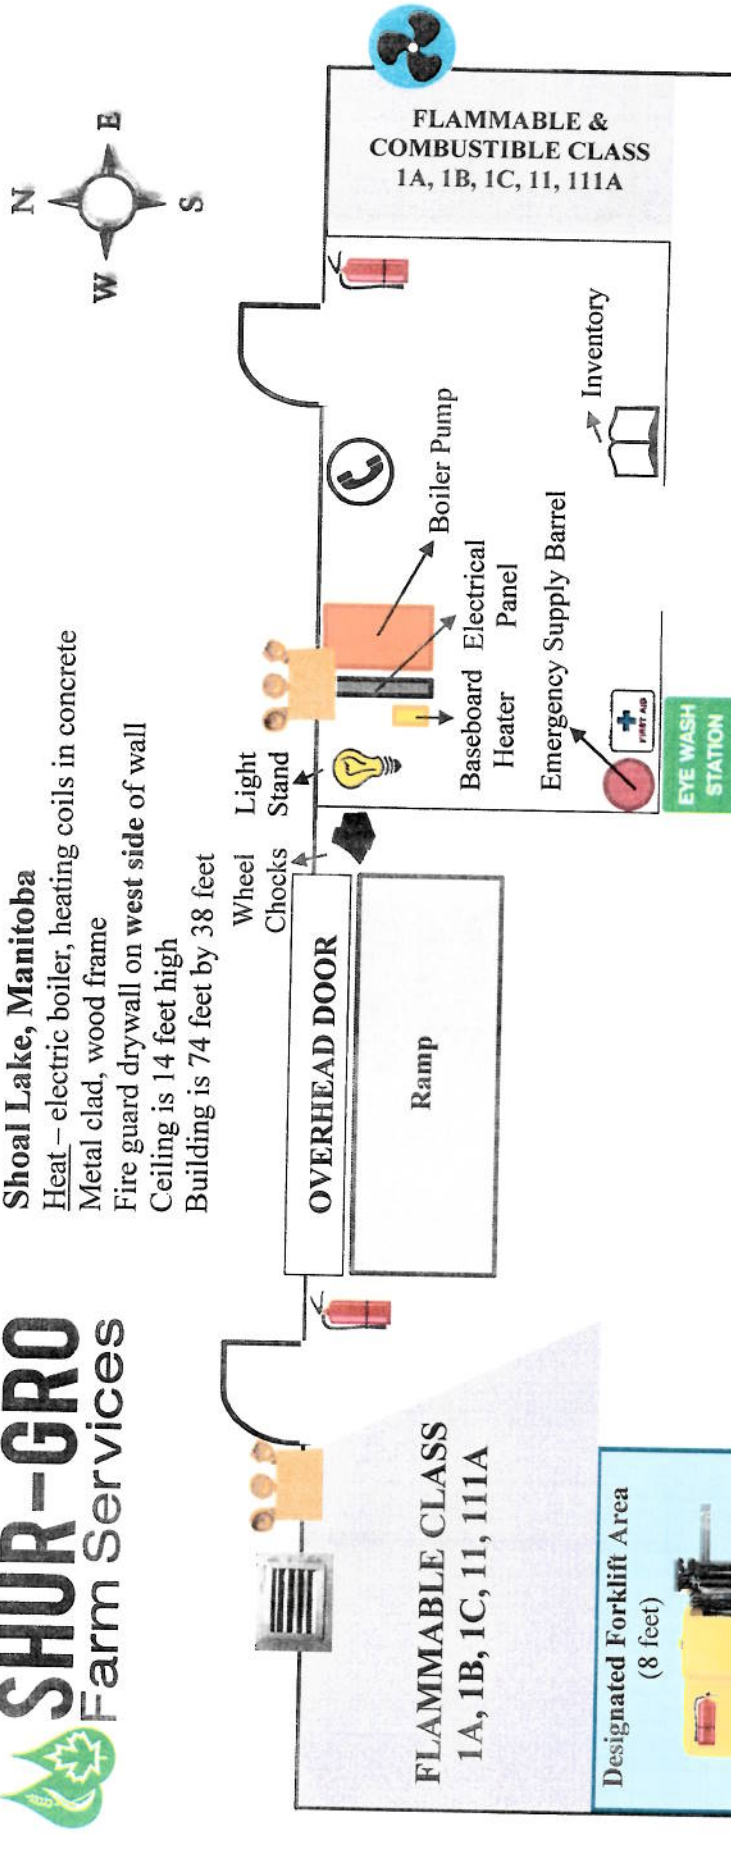 SHUR-GRO
Farm Services
Shoal Lake, Manitoba
Heat – electric boiler, heating coils in concrete
Metal clad, wood frame
Fire guard drywall on west side of wall
Ceiling is 14 feet high
Building is 74 feet by 38 feet
N
W
E
S
FLAMMABLE CLASS
1A, 1B, 1C, 11, 111A
Designated Forklift Area
(8 feet)
OVERHEAD DOOR
Ramp
Wheel
Chocks
Light
Stand
Baseboard
Heater
Electrical
Panel
Boiler Pump
Emergency Supply Barrel
FIRST AID
EYE WASH
STATION
Inventory
FLAMMABLE &
COMBUSTIBLE CLASS
1A, 1B, 1C, 11, 111A